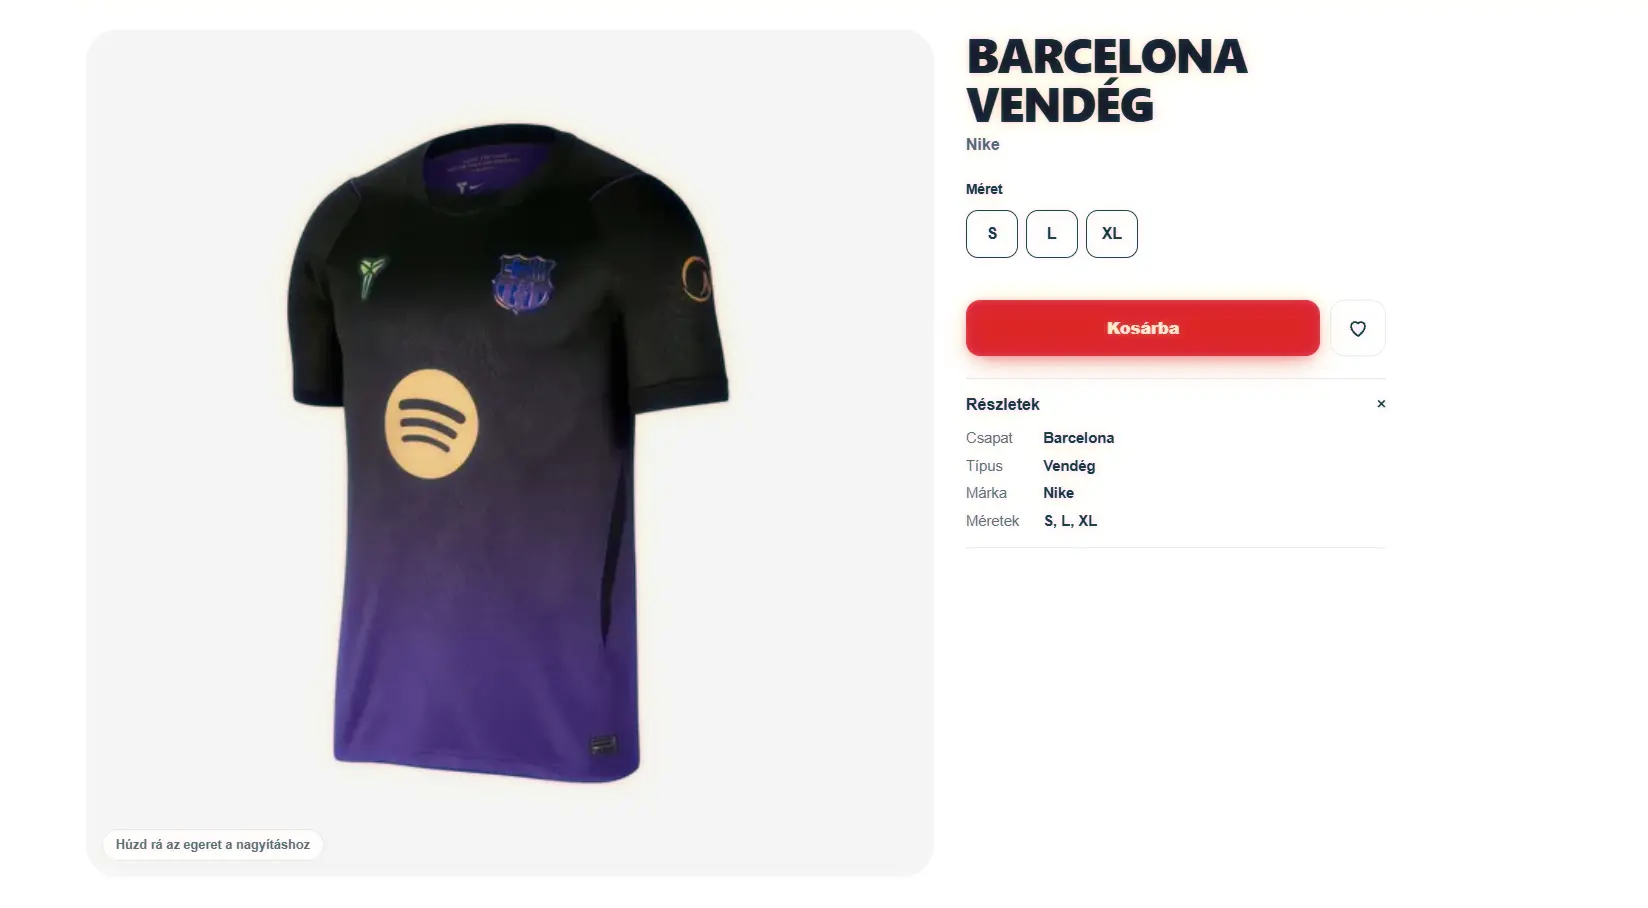 BARCELONA
VENDÉG
Nike
Méret
S L XL
Kosárba
Részletek ×
Csapat Barcelona
Típus Vendég
Márka Nike
Méretek S, L, XL
Húzd rá az egeret a nagyításhoz